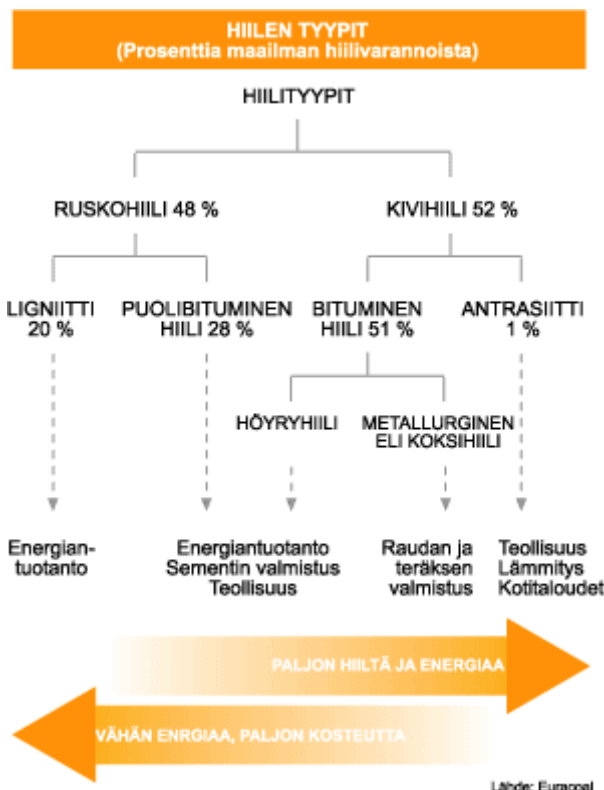 HIILEN TYYPIT
(Prosenttia maailman hiilivarannoista)
HIILITYYPIT
RUSKOHIILI 48 %
KIVIHIILI 52 %
LIGNIITTI
20 %
PUOLIBITUMINEN
HIILI 28 %
BITUMINEN
HIILI 51 %
ANTRASIITTI
1 %
HÖYRYHIILI
METALLURGINEN
ELI KOKSIHIILI
Energian-
tuotanto
Energiantuotanto
Sementin valmistus
Teollisuus
Raudan ja
teräksen
valmistus
Teollisuus
Lämmitys
Kotitaloudet
PALJON HIILTÄ JA ENERGIAA
VÄHÄN ENRGIAA, PALJON KOSTEUTTA
Lähde: Euracoal